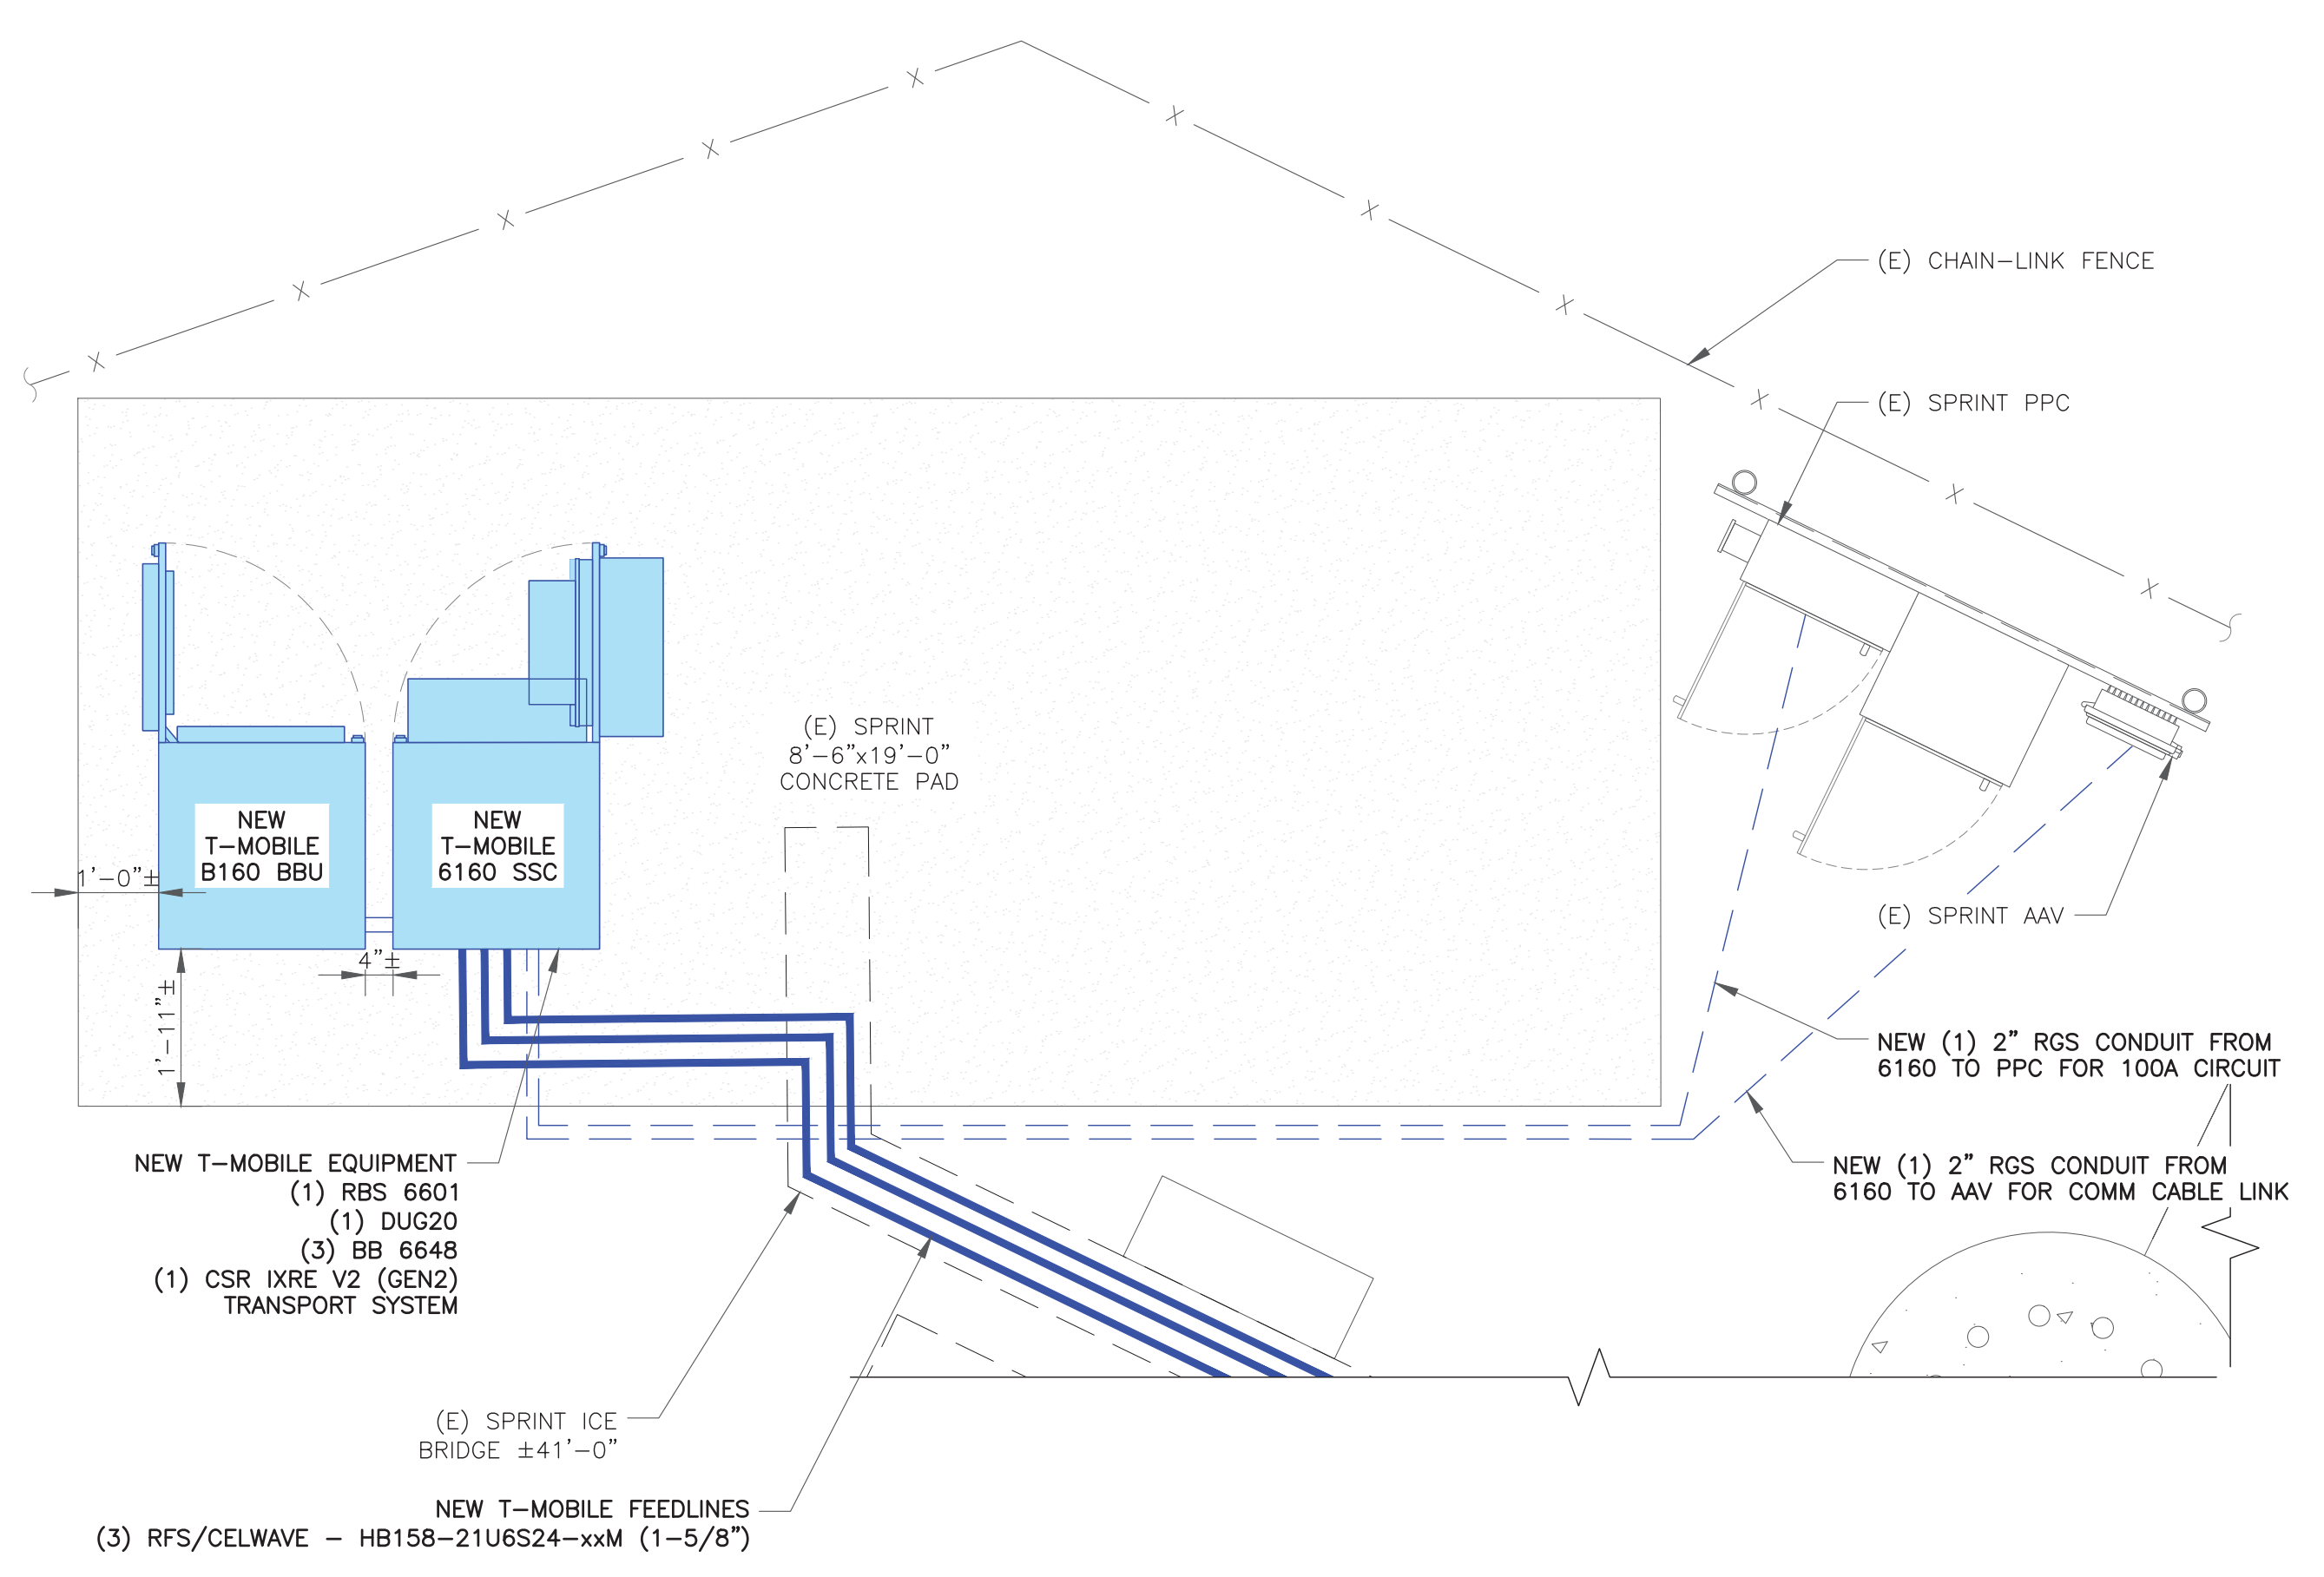 (E) CHAIN-LINK FENCE
(E) SPRINT PPC
(E) SPRINT
8'-6"x19'-0"
CONCRETE PAD
NEW
T-MOBILE
B160 BBU
NEW
T-MOBILE
6160 SSC
1'-0"±
4"±
1'-11"±
(E) SPRINT AAV
NEW (1) 2" RGS CONDUIT FROM
6160 TO PPC FOR 100A CIRCUIT
NEW (1) 2" RGS CONDUIT FROM
6160 TO AAV FOR COMM CABLE LINK
NEW T-MOBILE EQUIPMENT
(1) RBS 6601
(1) DUG20
(3) BB 6648
(1) CSR IXRE V2 (GEN2)
TRANSPORT SYSTEM
(E) SPRINT ICE
BRIDGE ±41'-0"
NEW T-MOBILE FEEDLINES
(3) RFS/CELWAVE - HB158-21U6S24-xxM (1-5/8")